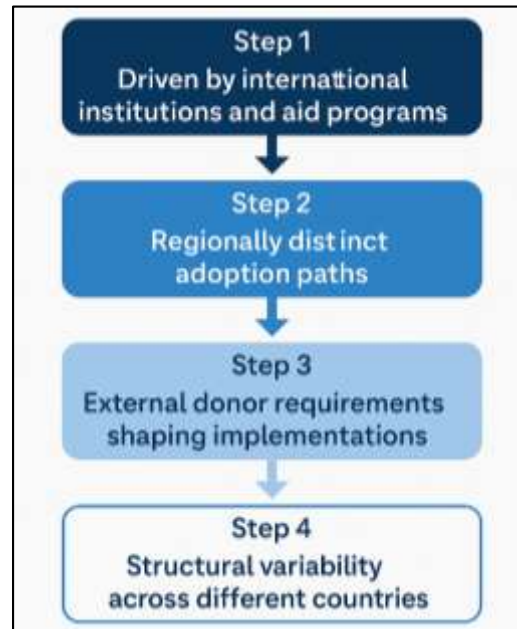 Step 1
Driven by international
institutions and aid programs
Step 2
Regionally dist inct
adoption paths
Step 3
External donor requirements
shaping implementations
Step 4
Structural variability
across different countries